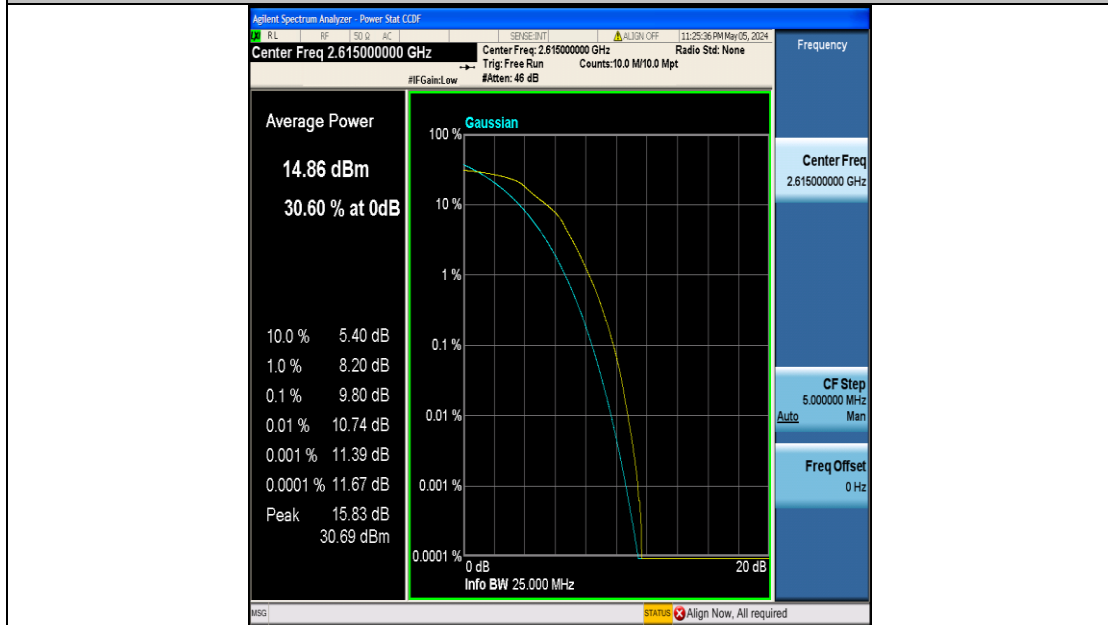 Agilent Spectrum Analyzer - Power Stat CCDF
RL RF 50 Ω AC SENSE:INT ALIGN OFF 11:25:36 PM May 05, 2024
Center Freq 2.615000000 GHz
Center Freq: 2.615000000 GHz Radio Std: None
Trig: Free Run Counts:10.0 M/10.0 Mpt
#IFGain:Low #Atten: 46 dB
Frequency
Average Power
14.86 dBm
30.60 % at 0dB
10.0 % 5.40 dB
1.0 % 8.20 dB
0.1 % 9.80 dB
0.01 % 10.74 dB
0.001 % 11.39 dB
0.0001 % 11.67 dB
Peak 15.83 dB
30.69 dBm
Gaussian
100 %
10 %
1 %
0.1 %
0.01 %
0.001 %
0.0001 %
0 dB 20 dB
Info BW 25.000 MHz
Center Freq
2.615000000 GHz
CF Step
5.000000 MHz
Auto Man
Freq Offset
0 Hz
MSG STATUS Align Now, All required